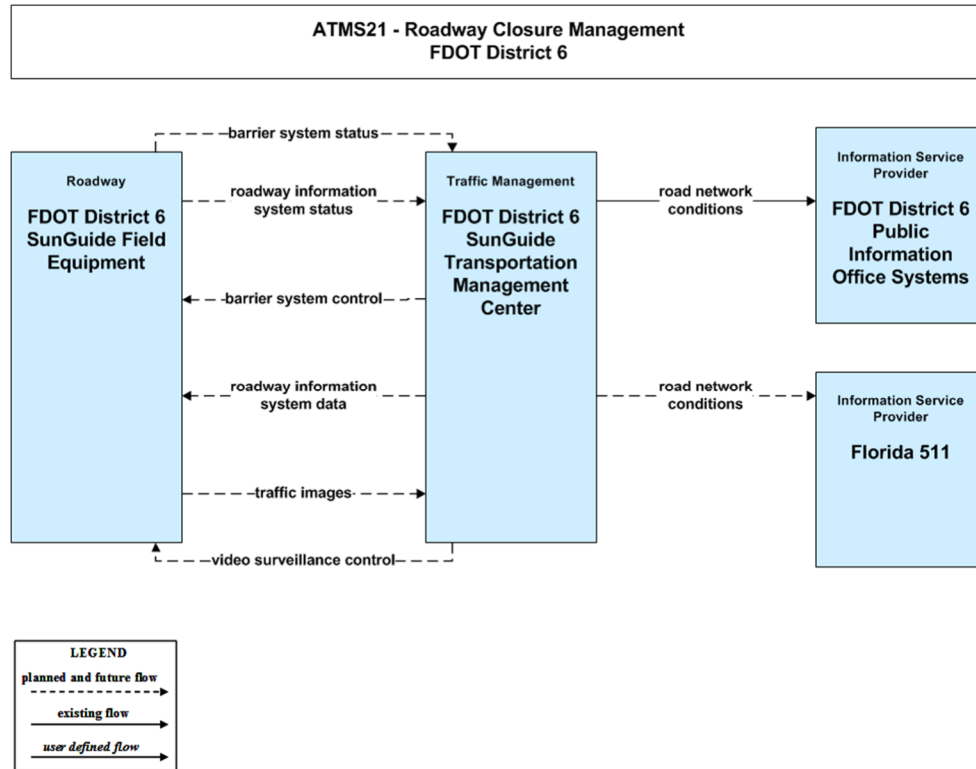 ATMS21 - Roadway Closure Management
FDOT District 6
barrier system status
Roadway
FDOT District 6
SunGuide Field
Equipment
roadway information
system status
barrier system control
roadway information
system data
traffic images
video surveillance control
Traffic Management
FDOT District 6
SunGuide
Transportation
Management
Center
road network
conditions
road network
conditions
Information Service
Provider
FDOT District 6
Public
Information
Office Systems
Information Service
Provider
Florida 511
LEGEND
planned and future flow
existing flow
user defined flow